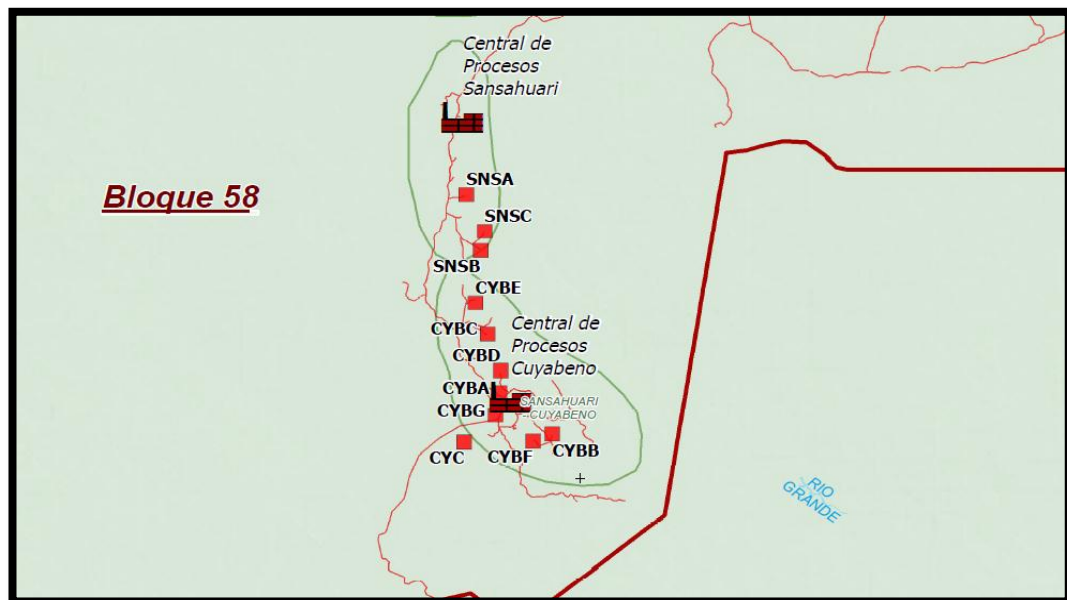 Central de
Procesos
Sansahuari
Bloque 58
SNSA
SNSC
SNSB
CYBE
CYBC
Central de
Procesos
Cuyabeno
CYBD
CYBA
SANSAHUARI
CUYABENO
CYBG
CYC
CYBF
CYBB
RIO
GRANDE